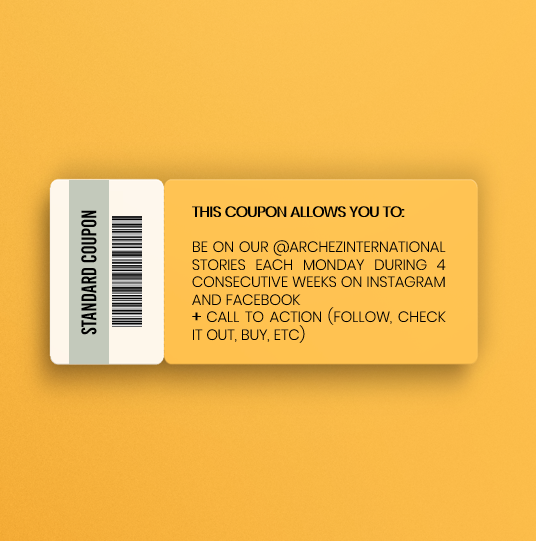 STANDARD COUPON
THIS COUPON ALLOWS YOU TO:
BE ON OUR @ARCHEZINTERNATIONAL
STORIES EACH MONDAY DURING 4
CONSECUTIVE WEEKS ON INSTAGRAM
AND FACEBOOK
+ CALL TO ACTION (FOLLOW, CHECK
IT OUT, BUY, ETC)